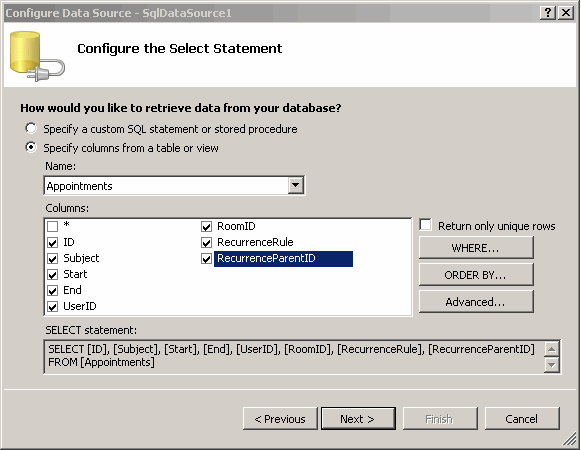 Configure Data Source - SqlDataSource1
Configure the Select Statement
How would you like to retrieve data from your database?
Specify a custom SQL statement or stored procedure
Specify columns from a table or view
Name:
Appointments
Columns:
Return only unique rows
*
RoomID
ID
RecurrenceRule
Subject
RecurrenceParentID
Start
End
UserID
WHERE...
ORDER BY...
Advanced...
SELECT statement:
SELECT [ID], [Subject], [Start], [End], [UserID], [RoomID], [RecurrenceRule], [RecurrenceParentID]
FROM [Appointments]
< Previous
Next >
Finish
Cancel